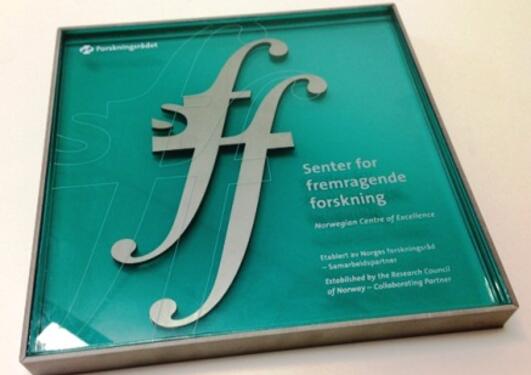 Forskningsrådet
sff
Senter for
fremragende
forskning
Norwegian Centre of Excellence
Etablert av Norges forskningsråd
– Samarbeidspartner
Established by the Research Council
of Norway – Collaborating Partner